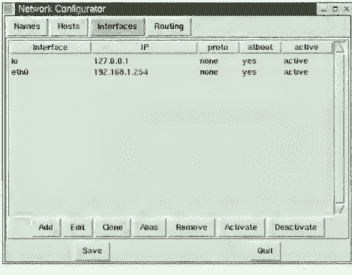 Network Configurator
Names Hosts Interfaces Routing
Interface IP proto atboot active
lo 127.0.0.1 none yes active
eth0 192.168.1.254 none yes active
Add Edit Clone Alias Remove Activate Deactivate
Save Quit